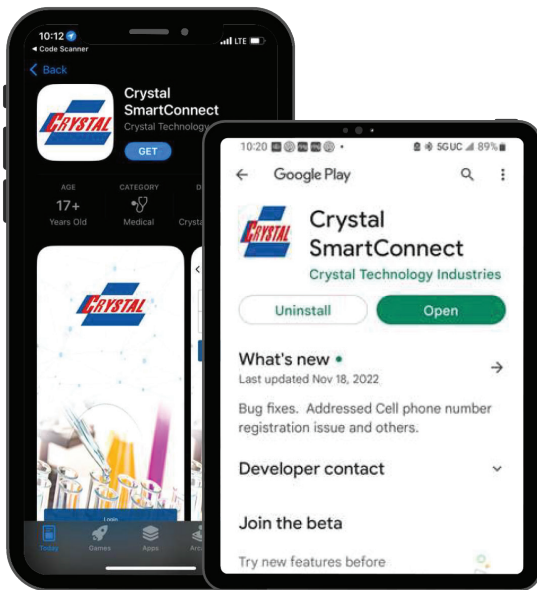 10:12
LTE
Code Scanner
Back
CRYSTAL
Crystal
SmartConnect
Crystal Technology
GET
AGE
17+
Years Old
CATEGORY
Medical
D
Crysta
CRYSTAL
Login
Today
Games
Apps
Arc
10:20
5GUC 89%
Google Play
CRYSTAL
Crystal
SmartConnect
Crystal Technology Industries
Uninstall
Open
What's new
Last updated Nov 18, 2022
Bug fixes. Addressed Cell phone number
registration issue and others.
Developer contact
Join the beta
Try new features before